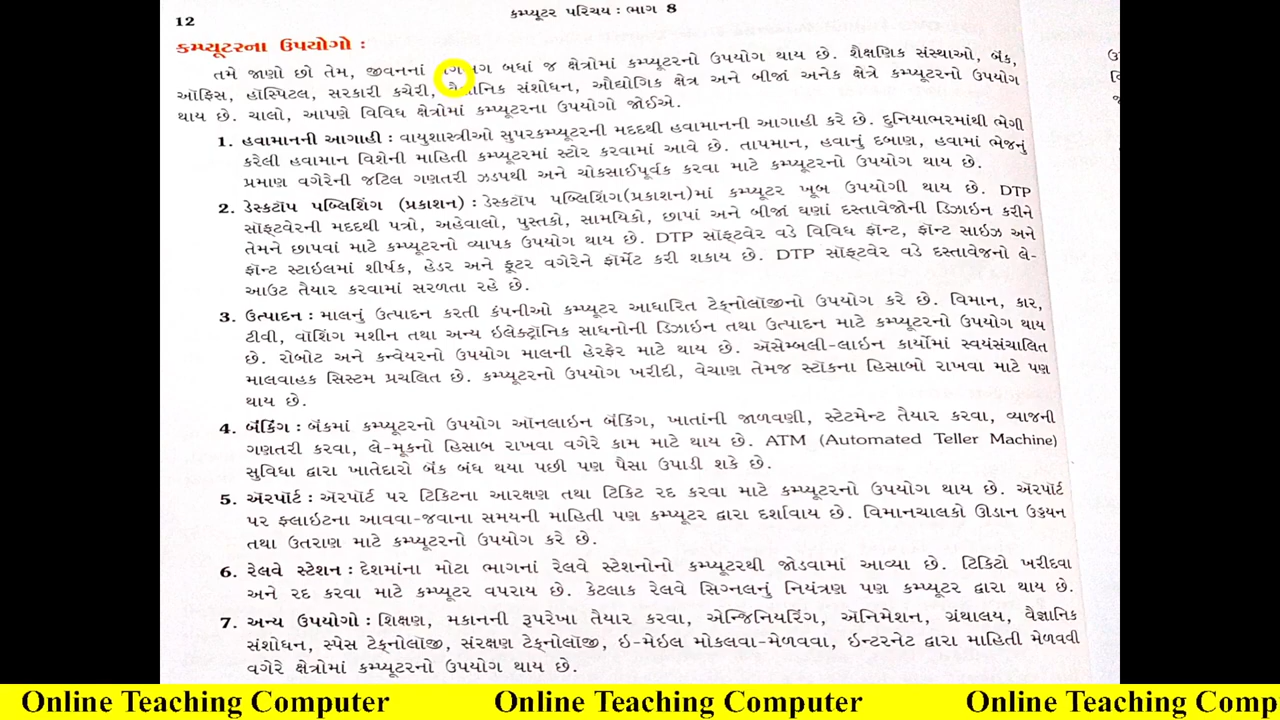 12
કમ્પ્યૂટર પરિચય : ભાગ 8
કમ્પ્યૂટરના ઉપયોગો :
તમે જાણો છો તેમ, જીવનનાં લગભગ બધાં જ ક્ષેત્રોમાં કમ્પ્યૂટરનો ઉપયોગ થાય છે. શૈક્ષણિક સંસ્થાઓ, બૅંક,
ઑફિસ, હૉસ્પિટલ, સરકારી કચેરી, વૈજ્ઞાનિક સંશોધન, ઔદ્યોગિક ક્ષેત્ર અને બીજાં અનેક ક્ષેત્રે કમ્પ્યૂટરનો ઉપયોગ
થાય છે. ચાલો, આપણે વિવિધ ક્ષેત્રોમાં કમ્પ્યૂટરના ઉપયોગો જોઈએ.
1. હવામાનની આગાહી : વાયુશાસ્ત્રીઓ સુપરકમ્પ્યૂટરની મદદથી હવામાનની આગાહી કરે છે. દુનિયાભરમાંથી ભેગી
કરેલી હવામાન વિશેની માહિતી કમ્પ્યૂટરમાં સ્ટોર કરવામાં આવે છે. તાપમાન, હવાનું દબાણ, હવામાં ભેજનું
પ્રમાણ વગેરેની જટિલ ગણતરી ઝડપથી અને ચોકસાઈપૂર્વક કરવા માટે કમ્પ્યૂટરનો ઉપયોગ થાય છે.
2. ડેસ્કટૉપ પબ્લિશિંગ (પ્રકાશન) : ડેસ્કટૉપ પબ્લિશિંગ(પ્રકાશન)માં કમ્પ્યૂટર ખૂબ ઉપયોગી થાય છે. DTP
સૉફ્ટવેરની મદદથી પત્રો, અહેવાલો, પુસ્તકો, સામયિકો, છાપાં અને બીજાં ઘણાં દસ્તાવેજોની ડિઝાઇન કરીને
તેમને છાપવાં માટે કમ્પ્યૂટરનો વ્યાપક ઉપયોગ થાય છે. DTP સૉફ્ટવેર વડે વિવિધ ફૉન્ટ, ફૉન્ટ સાઇઝ અને
ફૉન્ટ સ્ટાઇલમાં શીર્ષક, હેડર અને ફૂટર વગેરેને ફૉર્મેટ કરી શકાય છે. DTP સૉફ્ટવેર વડે દસ્તાવેજનો લે-
આઉટ તૈયાર કરવામાં સરળતા રહે છે.
3. ઉત્પાદન : માલનું ઉત્પાદન કરતી કંપનીઓ કમ્પ્યૂટર આધારિત ટેક્નોલૉજીનો ઉપયોગ કરે છે. વિમાન, કાર,
ટીવી, વૉશિંગ મશીન તથા અન્ય ઇલેક્ટ્રૉનિક સાધનોની ડિઝાઇન તથા ઉત્પાદન માટે કમ્પ્યૂટરનો ઉપયોગ થાય
છે. રોબોટ અને કન્વેયરનો ઉપયોગ માલની હેરફેર માટે થાય છે. ઍસેમ્બલી-લાઇન કાર્યોમાં સ્વયંસંચાલિત
માલવાહક સિસ્ટમ પ્રચલિત છે. કમ્પ્યૂટરનો ઉપયોગ ખરીદી, વેચાણ તેમજ સ્ટૉકના હિસાબો રાખવા માટે પણ
થાય છે.
4. બૅંકિંગ : બૅંકમાં કમ્પ્યૂટરનો ઉપયોગ ઑનલાઇન બૅંકિંગ, ખાતાંની જાળવણી, સ્ટેટમેન્ટ તૈયાર કરવા, વ્યાજની
ગણતરી કરવા, લે-મૂકનો હિસાબ રાખવા વગેરે કામ માટે થાય છે. ATM (Automated Teller Machine)
સુવિધા દ્વારા ખાતેદારો બૅંક બંધ થયા પછી પણ પૈસા ઉપાડી શકે છે.
5. ઍરપૉર્ટ : ઍરપૉર્ટ પર ટિકિટના આરક્ષણ તથા ટિકિટ રદ કરવા માટે કમ્પ્યૂટરનો ઉપયોગ થાય છે. ઍરપૉર્ટ
પર ફ્લાઇટના આવવા-જવાના સમયની માહિતી પણ કમ્પ્યૂટર દ્વારા દર્શાવાય છે. વિમાનચાલકો ઊડાન ઉડ્ડયન
તથા ઉતરાણ માટે કમ્પ્યૂટરનો ઉપયોગ કરે છે.
6. રેલવે સ્ટેશન : દેશમાંના મોટા ભાગનાં રેલવે સ્ટેશનોનો કમ્પ્યૂટરથી જોડવામાં આવ્યા છે. ટિકિટો ખરીદવા
અને રદ કરવા માટે કમ્પ્યૂટર વપરાય છે. કેટલાક રેલવે સિગ્નલનું નિયંત્રણ પણ કમ્પ્યૂટર દ્વારા થાય છે.
7. અન્ય ઉપયોગો : શિક્ષણ, મકાનની રૂપરેખા તૈયાર કરવા, એન્જિનિયરિંગ, ઍનિમેશન, ગ્રંથાલય, વૈજ્ઞાનિક
સંશોધન, સ્પેસ ટેક્નોલૉજી, સંરક્ષણ ટેક્નોલૉજી, ઇ-મેઇલ મોકલવા-મેળવવા, ઇન્ટરનેટ દ્વારા માહિતી મેળવવી
વગેરે ક્ષેત્રોમાં કમ્પ્યૂટરનો ઉપયોગ થાય છે.
Online Teaching Computer Online Teaching Computer Online Teaching Comp